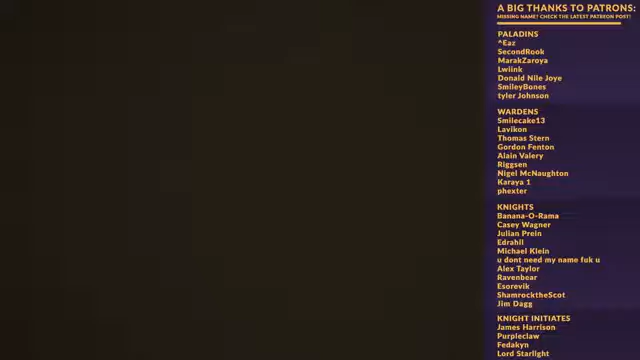 A BIG THANKS TO PATRONS:
MISSING NAME? CHECK THE LATEST PATREON POST!
PALADINS
^Eaz
SecondRook
MarakZaroya
Lwiink
Donald Nile Joye
SmileyBones
tyler Johnson
WARDENS
Smilecake13
Lavikon
Thomas Stern
Gordon Fenton
Alain Valery
Riggsen
Nigel McNaughton
Karaya 1
phexter
KNIGHTS
Banana-O-Rama
Casey Wagner
Julian Prein
Edrahil
Michael Klein
u dont need my name fuk u
Alex Taylor
Ravenbear
Esorevik
ShamrocktheScot
Jim Dagg
KNIGHT INITIATES
James Harrison
Purpleclaw
Fedakyn
Lord Starlight